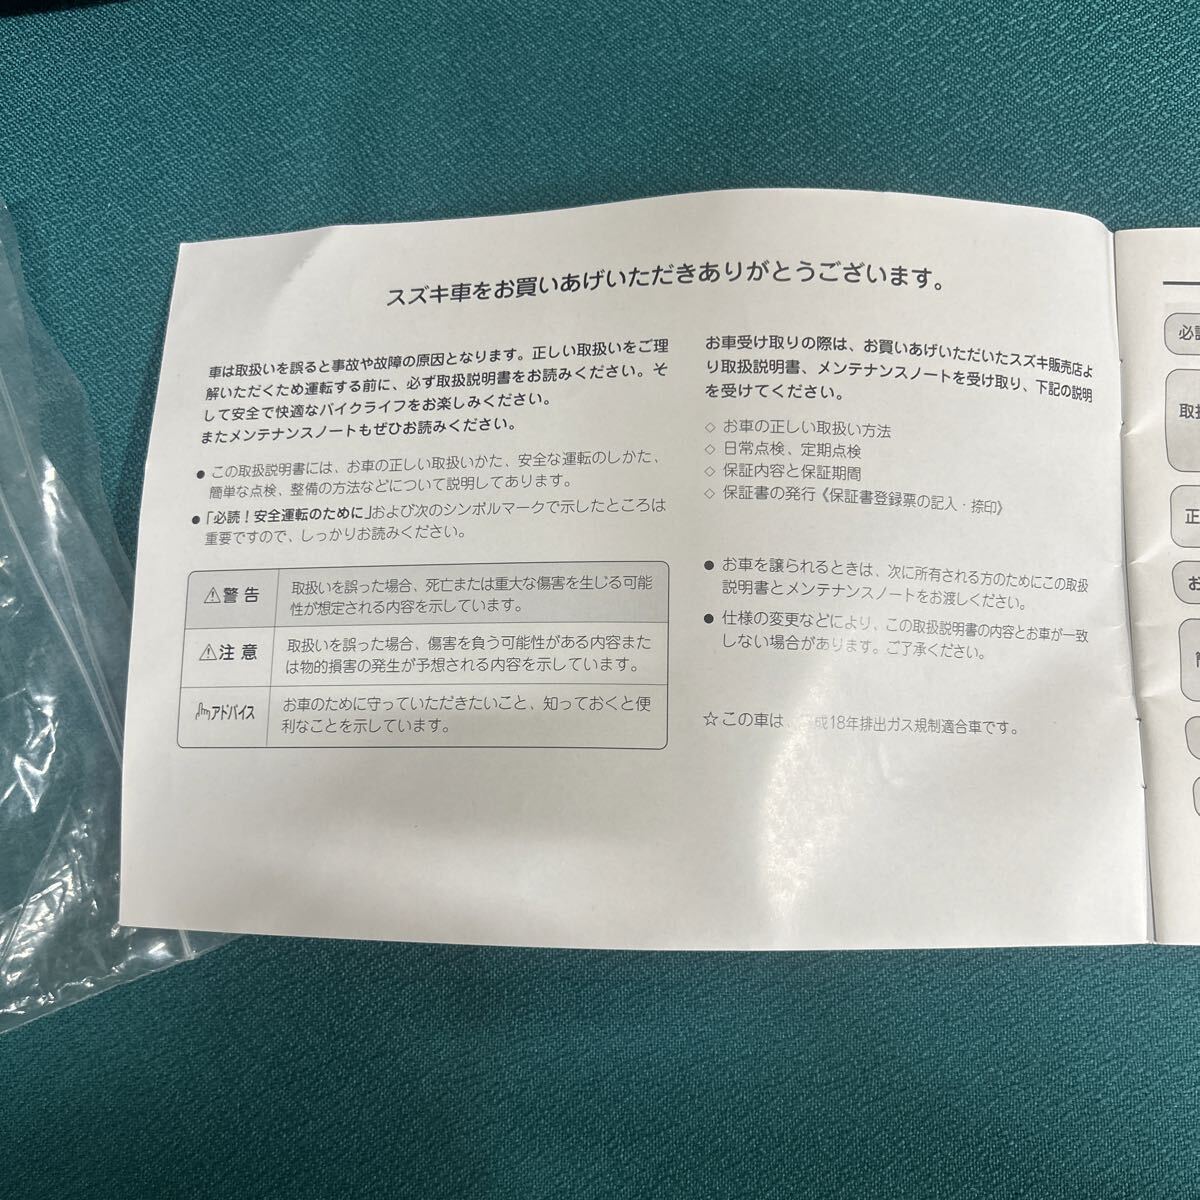 スズキ車をお買いあげいただきありがとうございます。
車は取扱いを誤ると事故や故障の原因となります。正しい取扱いをご理
解いただくため運転する前に、必ず取扱説明書をお読みください。そ
して安全で快適なバイクライフをお楽しみください。
またメンテナンスノートもぜひお読みください。
● この取扱説明書には、お車の正しい取扱いかた、安全な運転のしかた、
簡単な点検、整備の方法などについて説明してあります。
● 「必読！安全運転のために」および次のシンボルマークで示したところは
重要ですので、しっかりお読みください。
⚠警告
取扱いを誤った場合、死亡または重大な傷害を生じる可能
性が想定される内容を示しています。
⚠注意
取扱いを誤った場合、傷害を負う可能性がある内容また
は物的損害の発生が予想される内容を示しています。
アドバイス
お車のために守っていただきたいこと、知っておくと便
利なことを示しています。
お車受け取りの際は、お買いあげいただいたスズキ販売店よ
り取扱説明書、メンテナンスノートを受け取り、下記の説明
を受けてください。
◇ お車の正しい取扱い方法
◇ 日常点検、定期点検
◇ 保証内容と保証期間
◇ 保証書の発行《保証書登録票の記入・捺印》
● お車を譲られるときは、次に所有される方のためにこの取扱
説明書とメンテナンスノートをお渡しください。
● 仕様の変更などにより、この取扱説明書の内容とお車が一致
しない場合があります。ご了承ください。
☆ この車は、成18年排出ガス規制適合車です。
必読
取扱
正
お